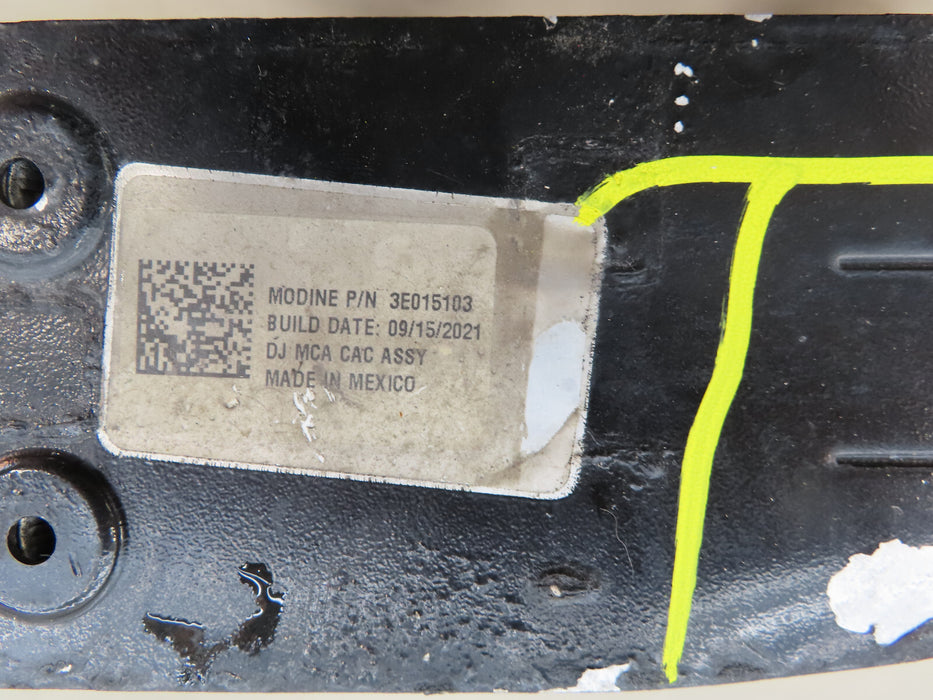 MODINE P/N 3E015103
BUILD DATE: 09/15/2021
DJ MCA CAC ASSY
MADE IN MEXICO